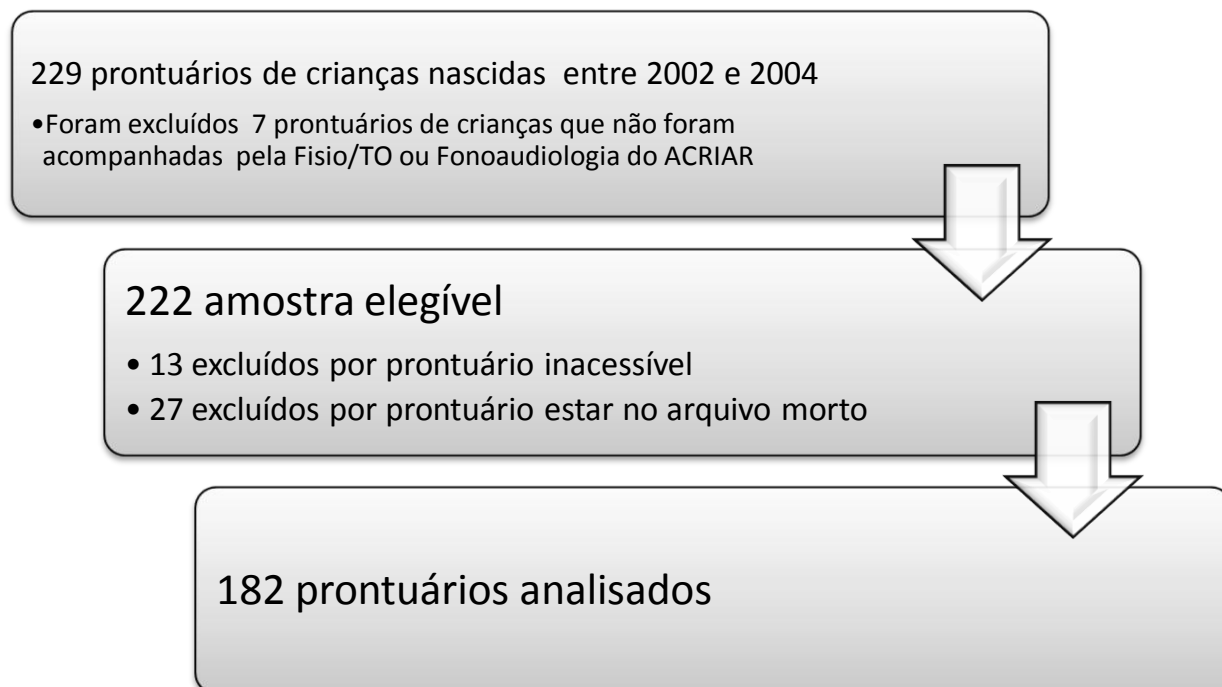 229 prontuários de crianças nascidas entre 2002 e 2004
•Foram excluídos 7 prontuários de crianças que não foram
acompanhadas pela Fisio/TO ou Fonoaudiologia do ACRIAR
222 amostra elegível
• 13 excluídos por prontuário inacessível
• 27 excluídos por prontuário estar no arquivo morto
182 prontuários analisados